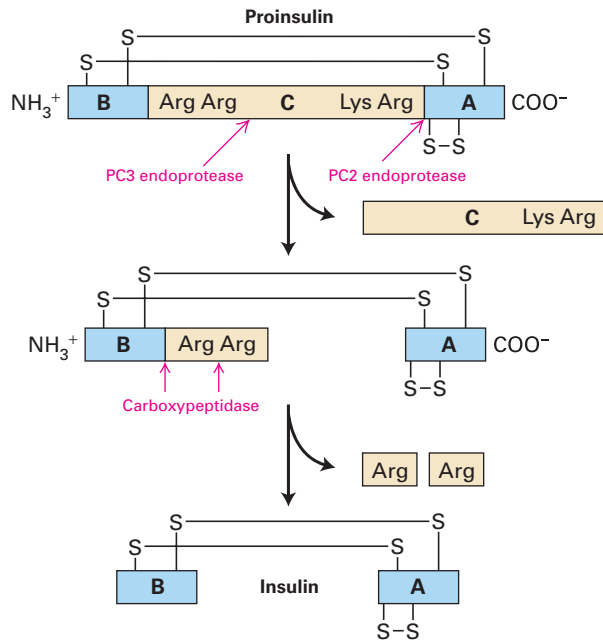 Proinsulin
S S
S S
NH₃⁺ B Arg Arg C Lys Arg A COO⁻
S–S
PC3 endoprotease PC2 endoprotease
C Lys Arg
S S
S S
NH₃⁺ B Arg Arg A COO⁻
S–S
Carboxypeptidase
Arg Arg
S S
S S
B Insulin A
S–S